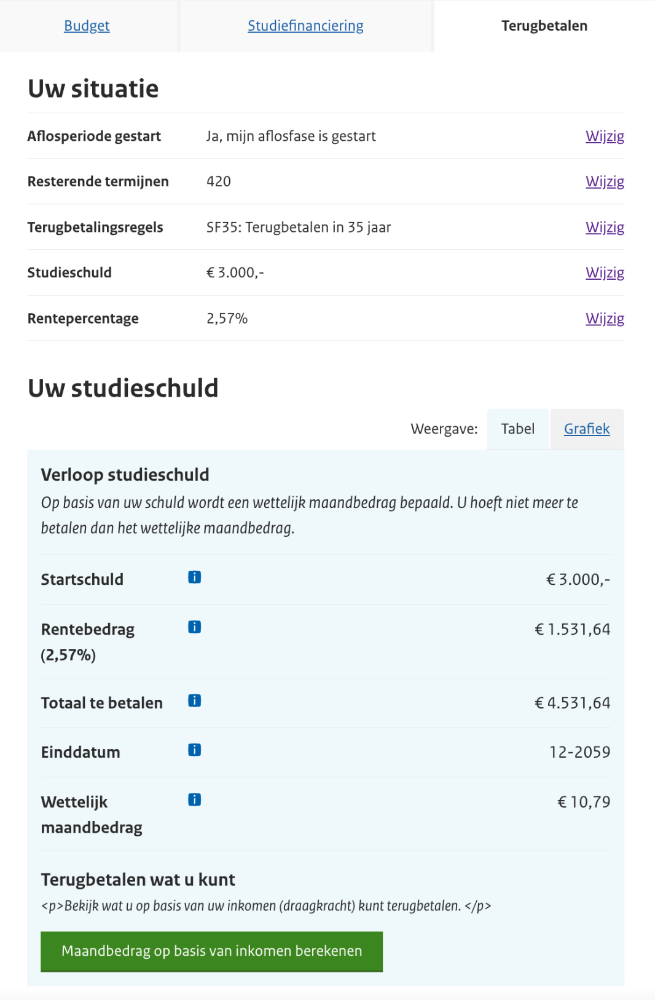 Budget Studiefinanciering Terugbetalen
Uw situatie
Aflosperiode gestart Ja, mijn aflosfase is gestart Wijzig
Resterende termijnen 420 Wijzig
Terugbetalingsregels SF35: Terugbetalen in 35 jaar Wijzig
Studieschuld € 3.000,- Wijzig
Rentepercentage 2,57% Wijzig
Uw studieschuld
Weergave: Tabel Grafiek
Verloop studieschuld
Op basis van uw schuld wordt een wettelijk maandbedrag bepaald. U hoeft niet meer te
betalen dan het wettelijke maandbedrag.
Startschuld i € 3.000,-
Rentebedrag i € 1.531,64
(2,57%)
Totaal te betalen i € 4.531,64
Einddatum i 12-2059
Wettelijk i € 10,79
maandbedrag
Terugbetalen wat u kunt
<p>Bekijk wat u op basis van uw inkomen (draagkracht) kunt terugbetalen. </p>
Maandbedrag op basis van inkomen berekenen